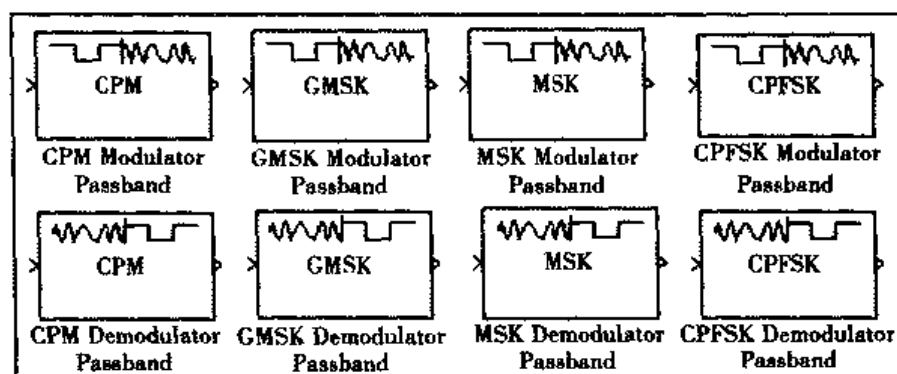 CPM GMSK MSK CPFSK
CPM Modulator GMSK Modulator MSK Modulator CPFSK Modulator
Passband Passband Passband Passband
CPM GMSK MSK CPFSK
CPM Demodulator GMSK Demodulator MSK Demodulator CPFSK Demodulator
Passband Passband Passband Passband